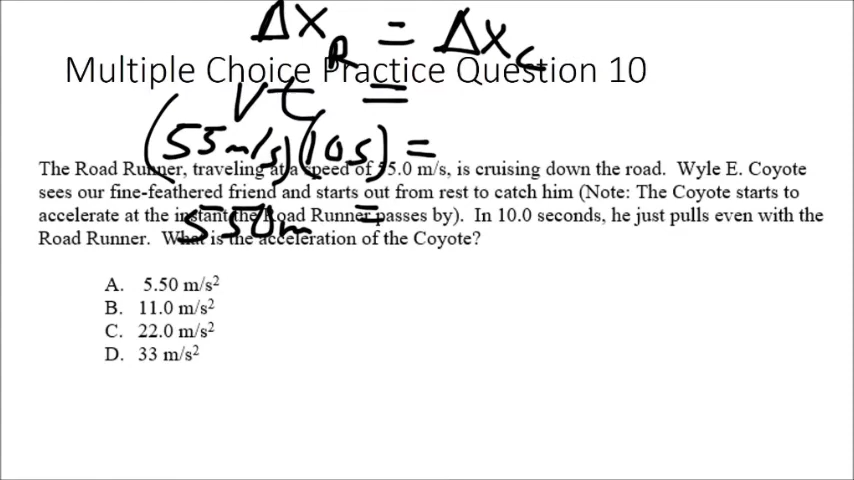 Δx_R = Δx_C
Multiple Choice Practice Question 10
vt =
(55 m/s)(10 s) =
The Road Runner, traveling at a speed of 55.0 m/s, is cruising down the road. Wyle E. Coyote
sees our fine-feathered friend and starts out from rest to catch him (Note: The Coyote starts to
accelerate at the instant the Road Runner passes by). In 10.0 seconds, he just pulls even with the
550m =
Road Runner. What is the acceleration of the Coyote?
A. 5.50 m/s²
B. 11.0 m/s²
C. 22.0 m/s²
D. 33 m/s²